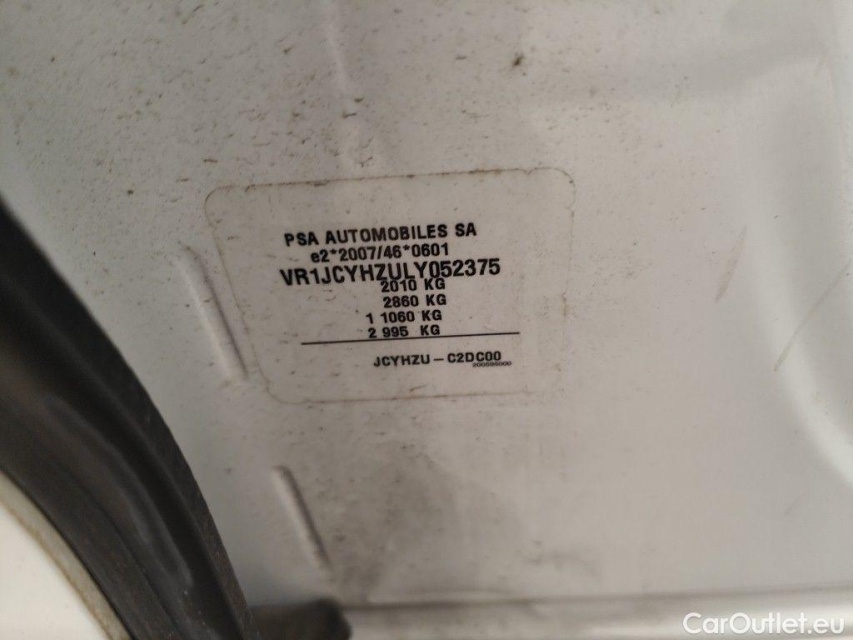 PSA AUTOMOBILES SA
e2*2007/46*0601
VR1JCYHZULY052375
2010 KG
2860 KG
1 1060 KG
2 995 KG
JCYHZU – C2DC00
CarOutlet.eu